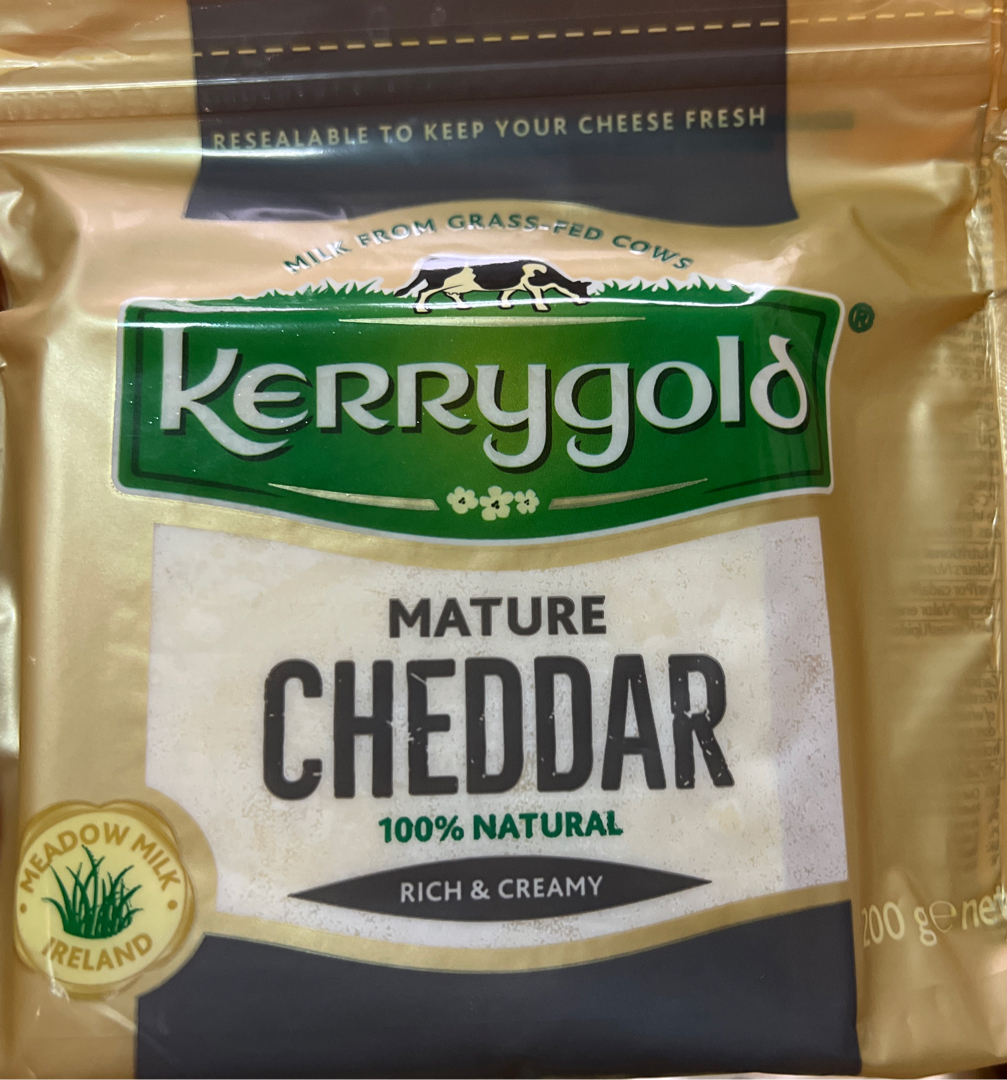 RESEALABLE TO KEEP YOUR CHEESE FRESH
MILK FROM GRASS-FED COWS
Kerrygold®
MATURE
CHEDDAR
100% NATURAL
RICH & CREAMY
MEADOW MILK
IRELAND
200 g℮ net